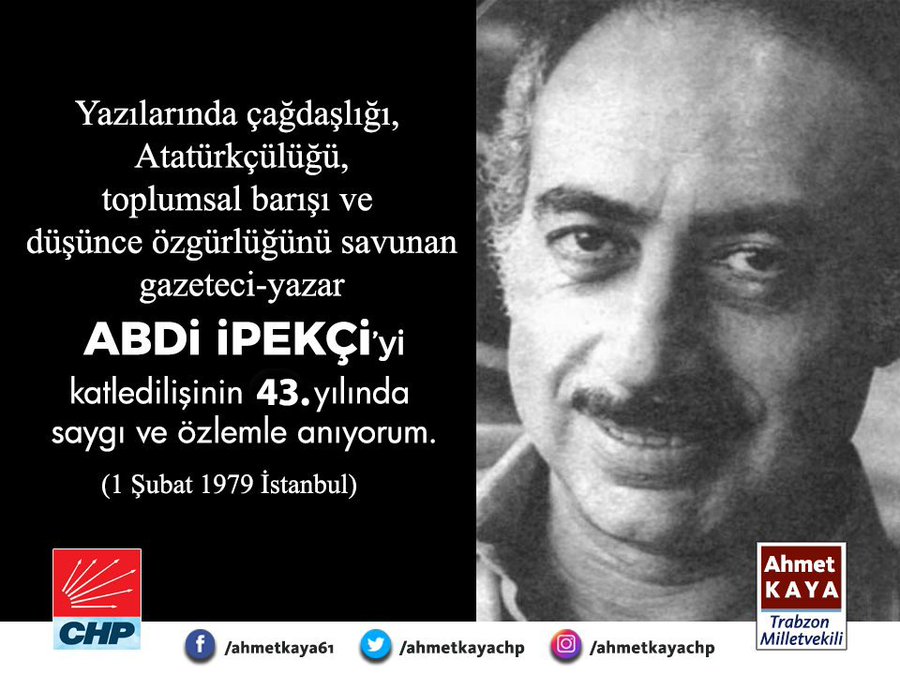 Yazılarında çağdaşlığı,
Atatürkçülüğü,
toplumsal barışı ve
düşünce özgürlüğünü savunan
gazeteci-yazar
ABDİ İPEKÇİ'yi
katledilişinin 43. yılında
saygı ve özlemle anıyorum.
(1 Şubat 1979 İstanbul)
CHP
/ahmetkaya61
/ahmetkayachp
/ahmetkayachp
Ahmet
KAYA
Trabzon
Milletvekili